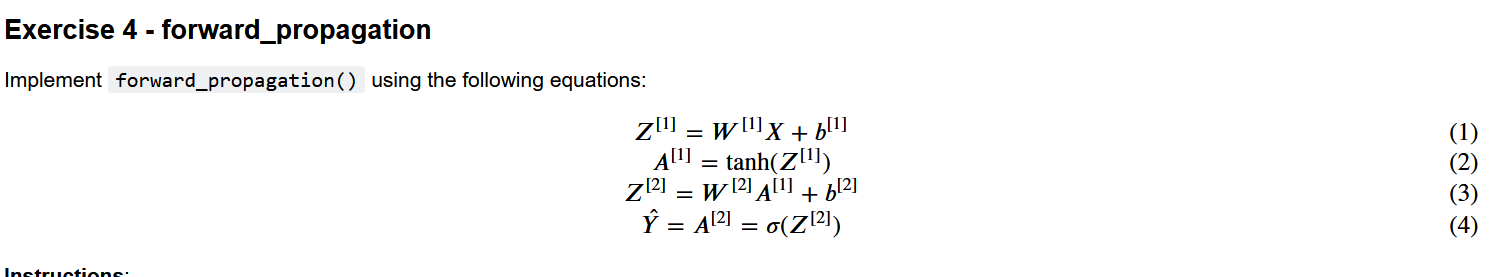 Exercise 4 - forward_propagation
Implement forward_propagation() using the following equations:
Z^[1] = W^[1] X + b^[1] (1)
A^[1] = tanh(Z^[1]) (2)
Z^[2] = W^[2] A^[1] + b^[2] (3)
Ŷ = A^[2] = σ(Z^[2]) (4)
Instructions: